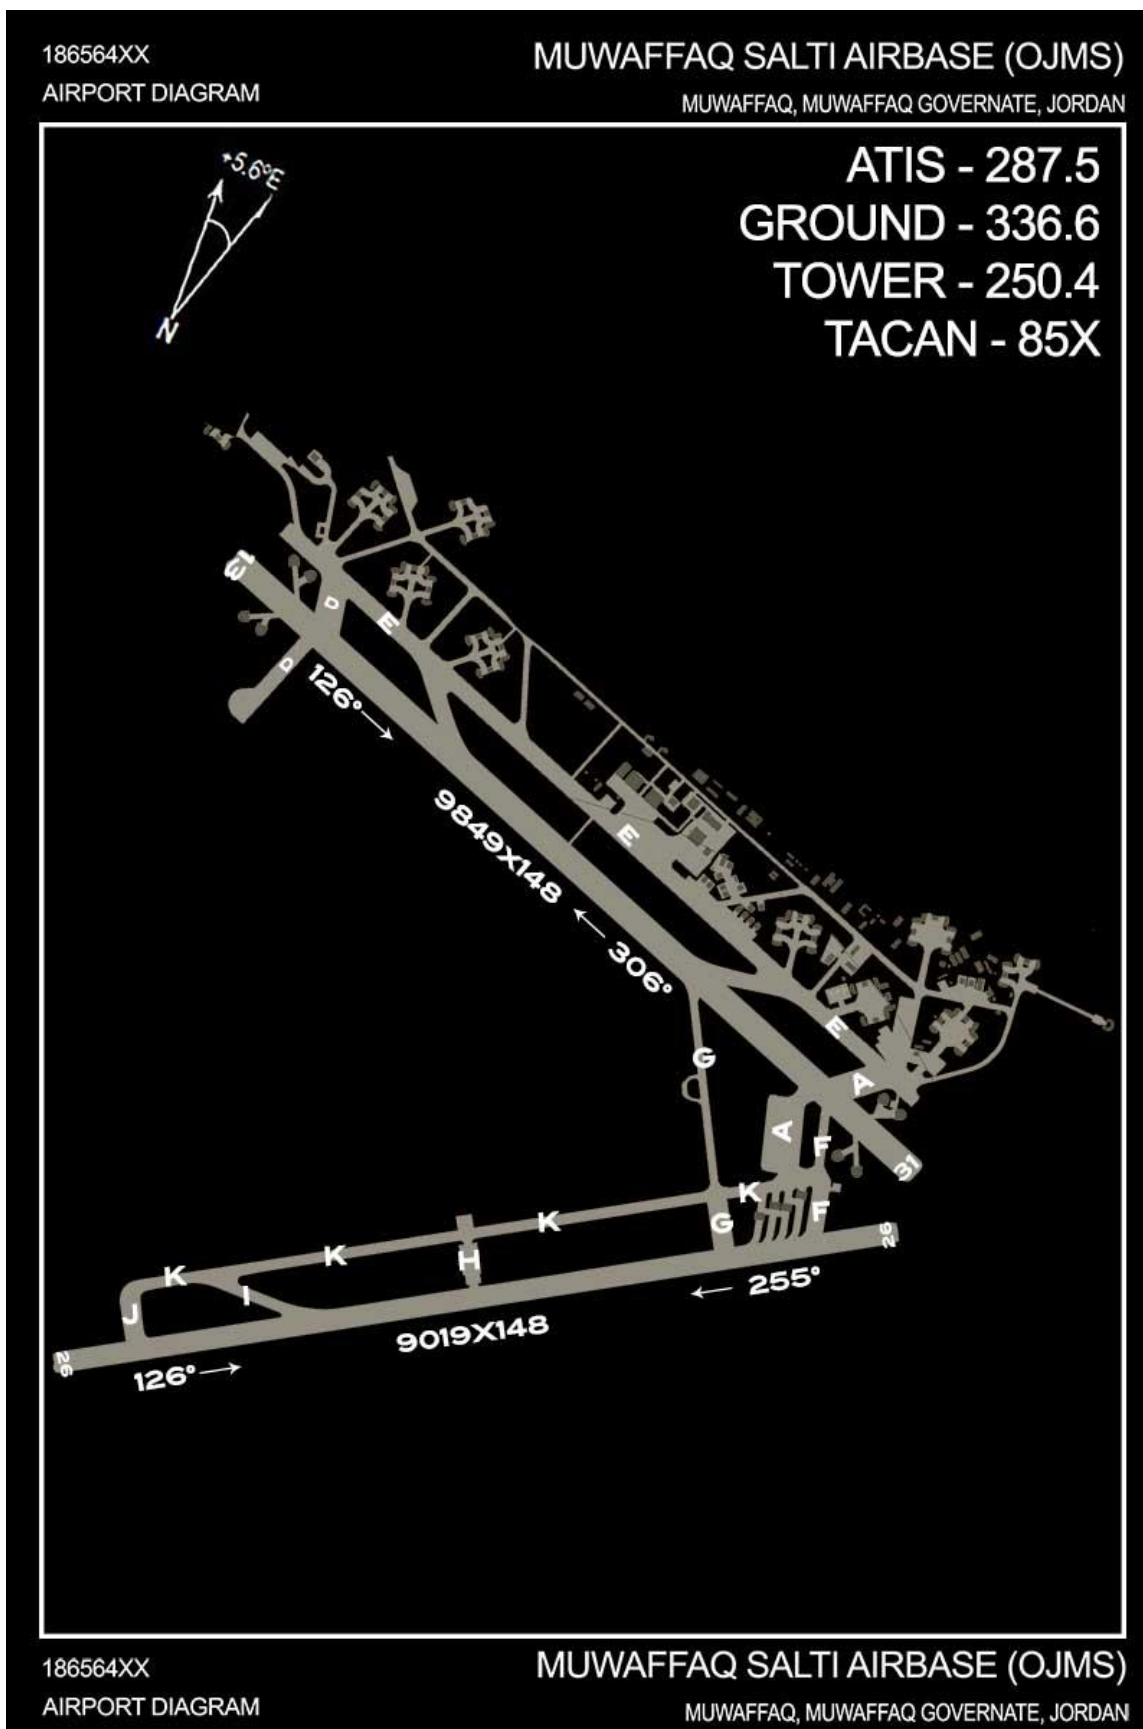 186564XX
MUWAFFAQ SALTI AIRBASE (OJMS)
AIRPORT DIAGRAM
MUWAFFAQ, MUWAFFAQ GOVERNATE, JORDAN
+5.6°E
N
ATIS - 287.5
GROUND - 336.6
TOWER - 250.4
TACAN - 85X
13
D
E
D
126°
9849X148
E
306°
E
G
A
A
F
31
K
K
G
F
26
K
H
K
I
J
255°
9019X148
26
126°
186564XX
MUWAFFAQ SALTI AIRBASE (OJMS)
AIRPORT DIAGRAM
MUWAFFAQ, MUWAFFAQ GOVERNATE, JORDAN